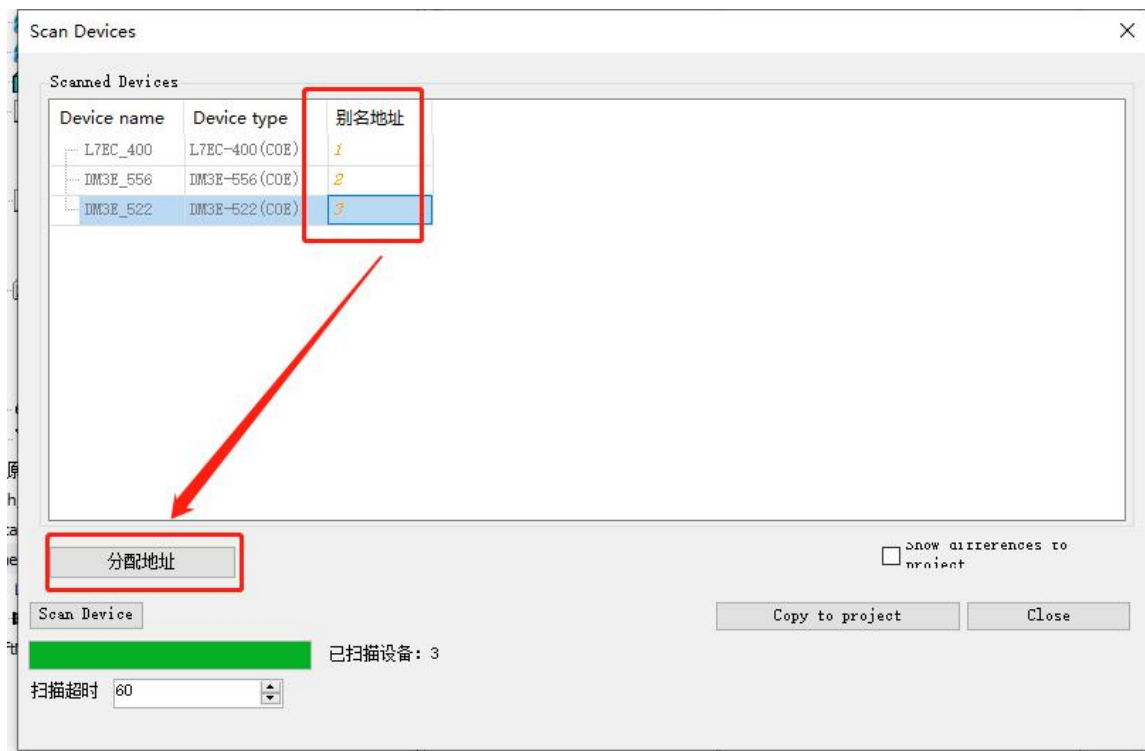 Scan Devices
Scanned Devices
Device name Device type 别名地址
L7EC_400 L7EC-400(COE) 1
DM3E_556 DM3E-556(COE) 2
DM3E_522 DM3E-522(COE) 3
分配地址
Show differences to
project
Scan Device Copy to project Close
已扫描设备: 3
扫描超时 60